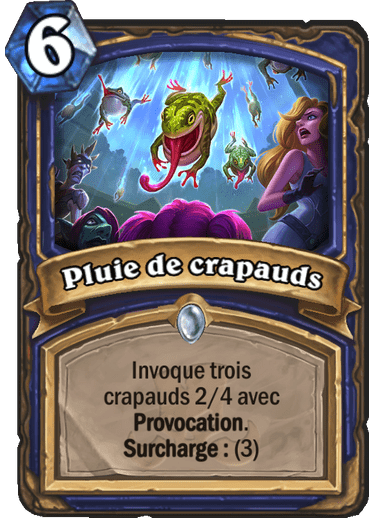 6
Pluie de crapauds
Invoque trois
crapauds 2/4 avec
Provocation.
Surcharge : (3)